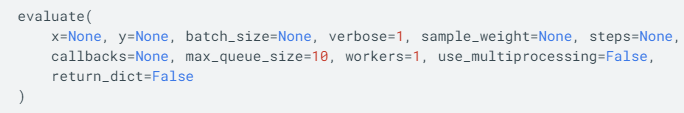 evaluate(
    x=None, y=None, batch_size=None, verbose=1, sample_weight=None, steps=None,
    callbacks=None, max_queue_size=10, workers=1, use_multiprocessing=False,
    return_dict=False
)